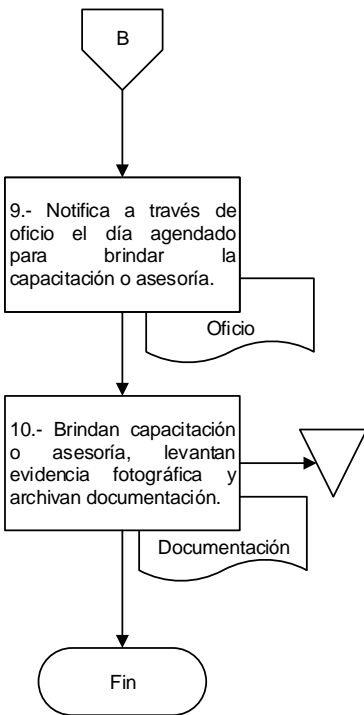 B
9.- Notifica a través de
oficio el día agendado
para brindar la
capacitación o asesoría.
Oficio
10.- Brindan capacitación
o asesoría, levantan
evidencia fotográfica y
archivan documentación.
Documentación
Fin